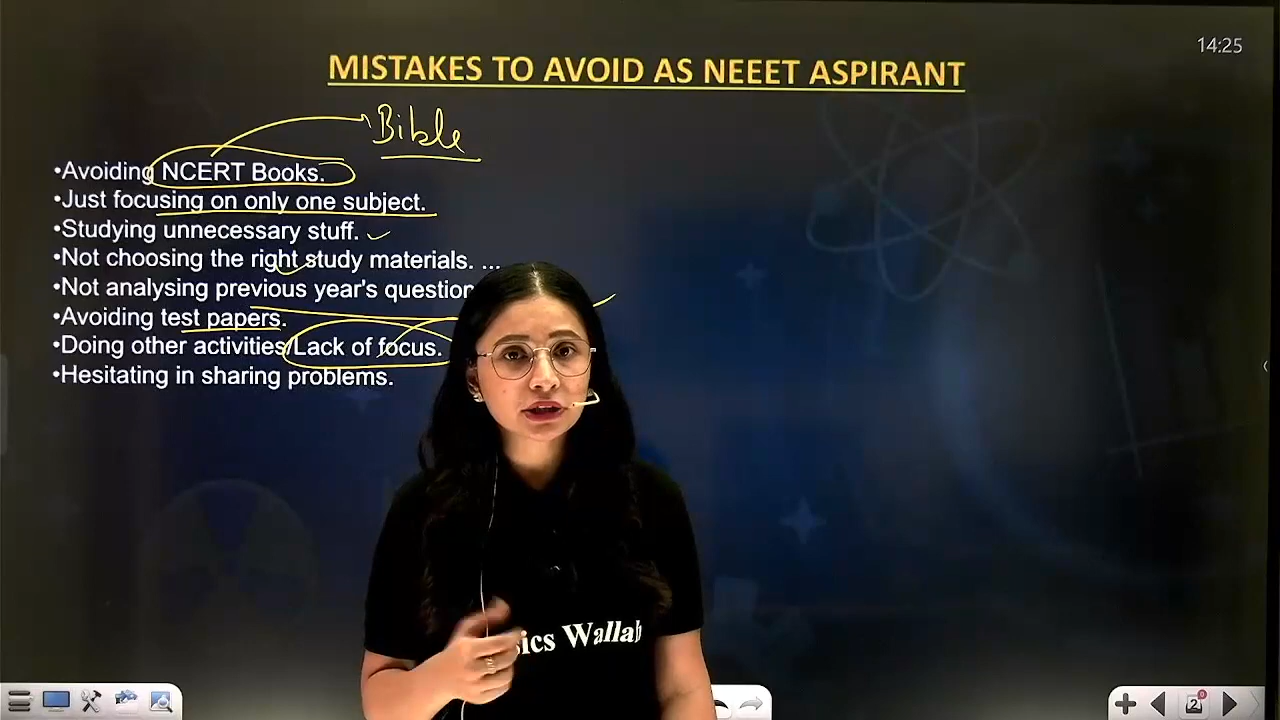 14:25
MISTAKES TO AVOID AS NEEET ASPIRANT
Bible
•Avoiding NCERT Books.
•Just focusing on only one subject.
•Studying unnecessary stuff.
•Not choosing the right study materials. ...
•Not analysing previous year's question
•Avoiding test papers.
•Doing other activities/Lack of focus.
•Hesitating in sharing problems.
sics Wallah
2